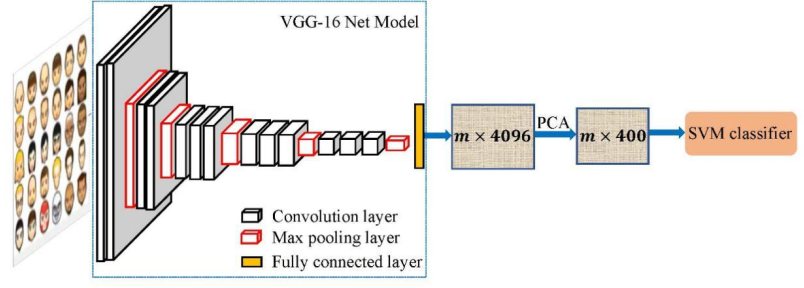 VGG-16 Net Model
m × 4096
PCA
m × 400
SVM classifier
Convolution layer
Max pooling layer
Fully connected layer